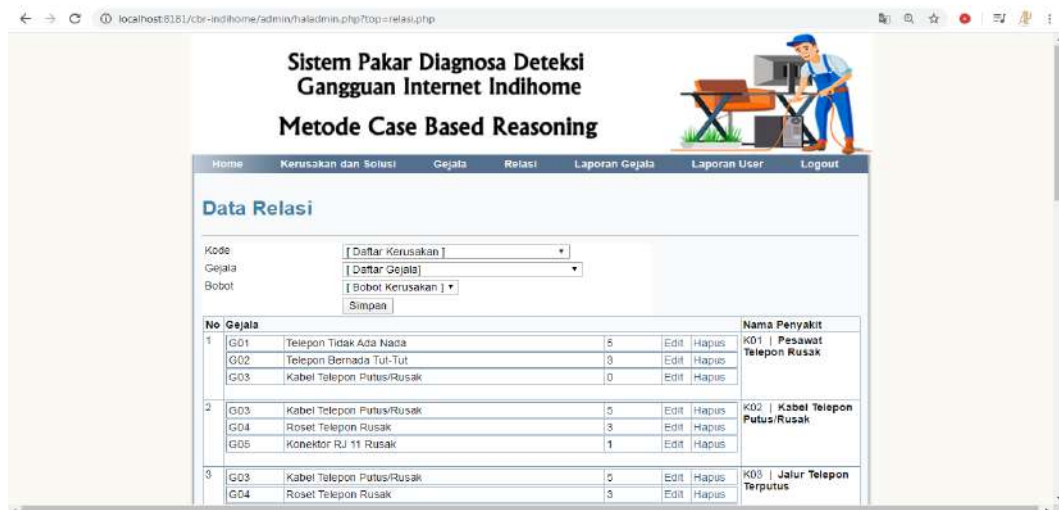 localhost:8181/cbr-indihome/admin/haladmin.php?top=relasi.php
Sistem Pakar Diagnosa Deteksi
Gangguan Internet Indihome
Metode Case Based Reasoning
Home Kerusakan dan Solusi Gejala Relasi Laporan Gejala Laporan User Logout
Data Relasi
Kode [ Daftar Kerusakan ]
Gejala [ Daftar Gejala]
Bobot [ Bobot Kerusakan ]
Simpan
No Gejala Nama Penyakit
1 G01 Telepon Tidak Ada Nada 5 Edit Hapus K01 | Pesawat Telepon Rusak
G02 Telepon Bernada Tut-Tut 3 Edit Hapus
G03 Kabel Telepon Putus/Rusak 0 Edit Hapus
2 G03 Kabel Telepon Putus/Rusak 5 Edit Hapus K02 | Kabel Telepon Putus/Rusak
G04 Roset Telepon Rusak 3 Edit Hapus
G05 Konektor RJ 11 Rusak 1 Edit Hapus
3 G03 Kabel Telepon Putus/Rusak 5 Edit Hapus K03 | Jalur Telepon Terputus
G04 Roset Telepon Rusak 3 Edit Hapus